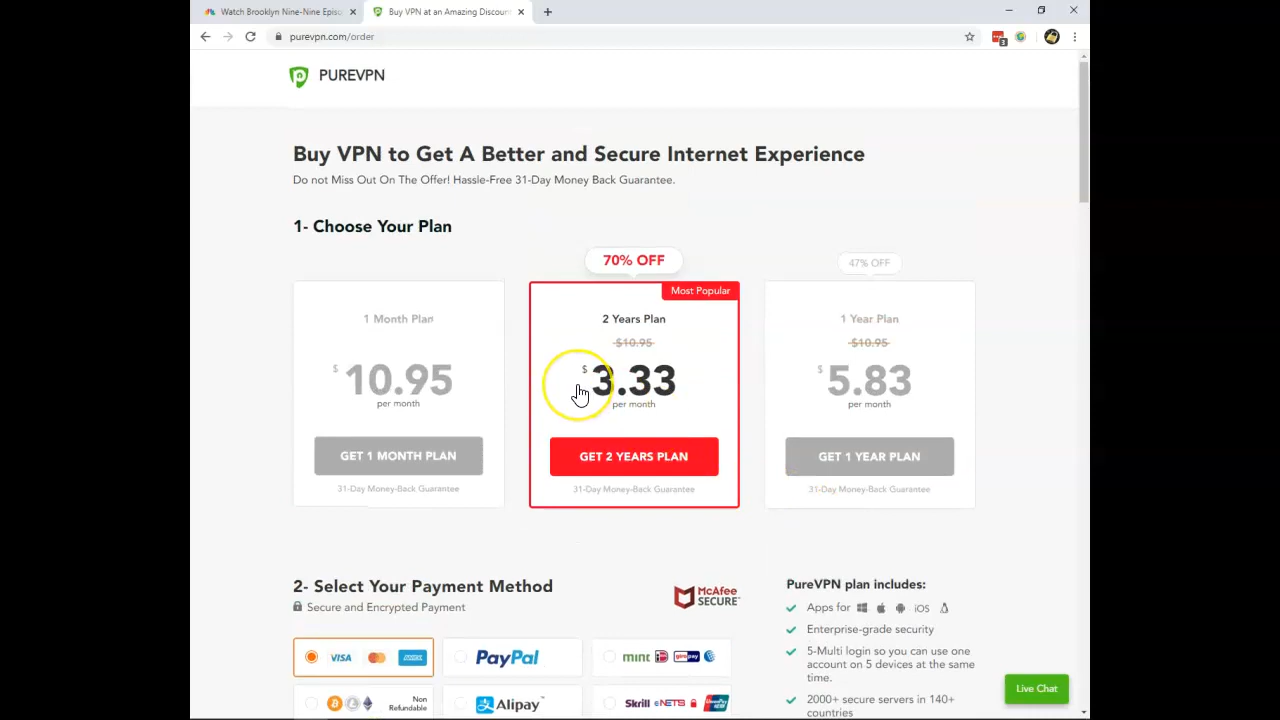 Watch Brooklyn Nine-Nine Episo
Buy VPN at an Amazing Discoun
purevpn.com/order
3
PUREVPN
Buy VPN to Get A Better and Secure Internet Experience
Do not Miss Out On The Offer! Hassle-Free 31-Day Money Back Guarantee.
1- Choose Your Plan
1 Month Plan
$ 10.95
per month
GET 1 MONTH PLAN
31-Day Money-Back Guarantee
70% OFF
Most Popular
2 Years Plan
$10.95
$ 3.33
per month
GET 2 YEARS PLAN
31-Day Money-Back Guarantee
47% OFF
1 Year Plan
$10.95
$ 5.83
per month
GET 1 YEAR PLAN
31-Day Money-Back Guarantee
2- Select Your Payment Method
Secure and Encrypted Payment
McAfee
SECURE
VISA
PayPal
mint
Non
Refundable
Alipay
Skrill eNETS
PureVPN plan includes:
Apps for iOS
Enterprise-grade security
5-Multi login so you can use one
account on 5 devices at the same
time.
2000+ secure servers in 140+
countries
Live Chat